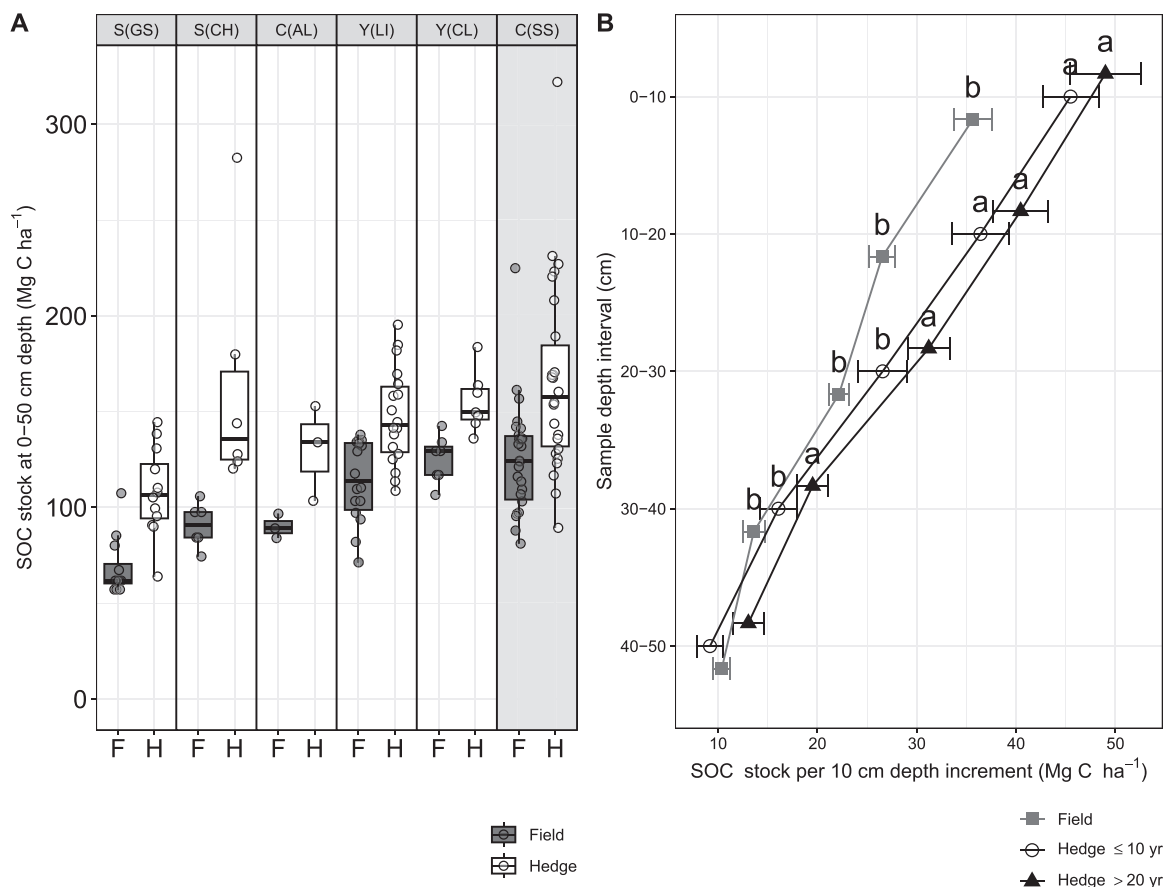 A
S(GS) S(CH) C(AL) Y(LI) Y(CL) C(SS)
SOC stock at 0−50 cm depth (Mg C ha−1)
300
200
100
0
F H F H F H F H F H F H
Field
Hedge
B
Sample depth interval (cm)
0−10
10−20
20−30
30−40
40−50
a
a
b
a
a
b
a
b
b
a
b
b
10 20 30 40 50
SOC stock per 10 cm depth increment (Mg C ha−1)
Field
Hedge ≤ 10 yr
Hedge > 20 yr